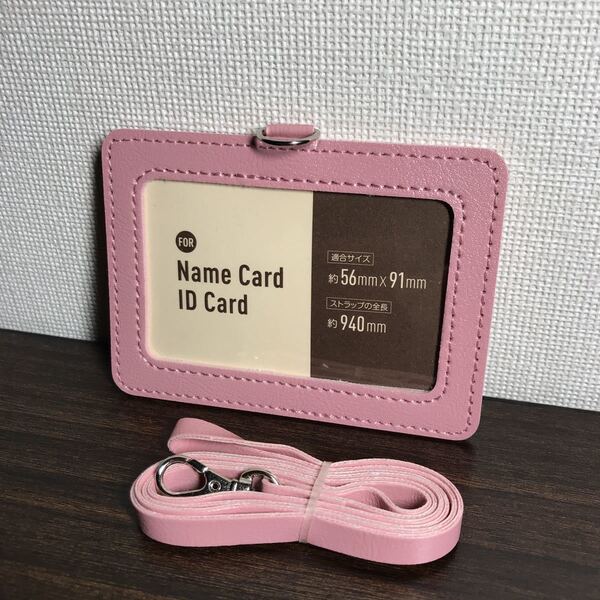 FOR
Name Card
ID Card
適合サイズ
約56mm×91mm
ストラップの全長
約940mm